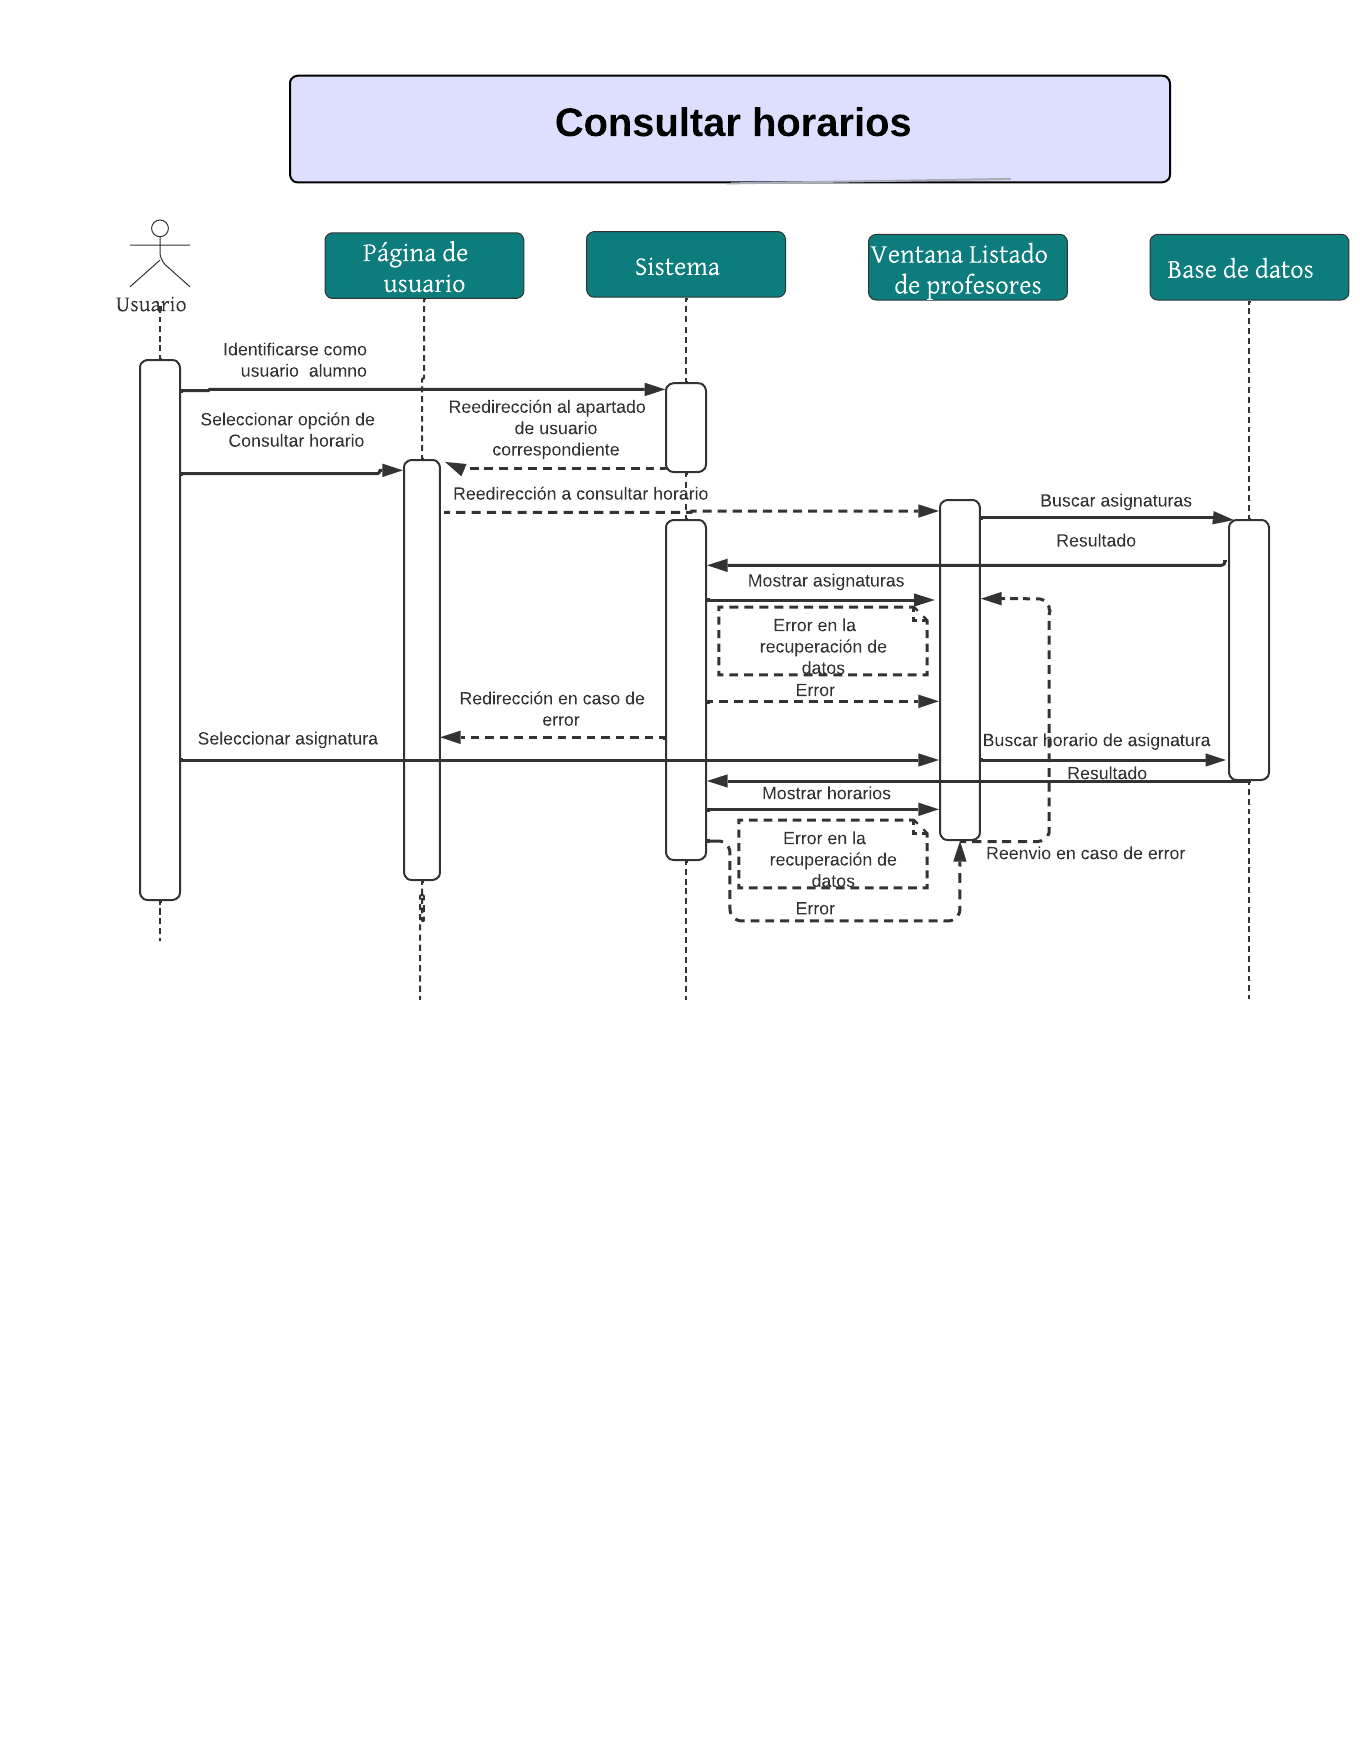 Consultar horarios
Usuario
Página de
usuario
Sistema
Ventana Listado
de profesores
Base de datos
Identificarse como
usuario alumno
Reedirección al apartado
de usuario
correspondiente
Seleccionar opción de
Consultar horario
Reedirección a consultar horario
Buscar asignaturas
Resultado
Mostrar asignaturas
Error en la
recuperación de
datos
Error
Redirección en caso de
error
Seleccionar asignatura
Buscar horario de asignatura
Resultado
Mostrar horarios
Error en la
recuperación de
datos
Reenvio en caso de error
Error